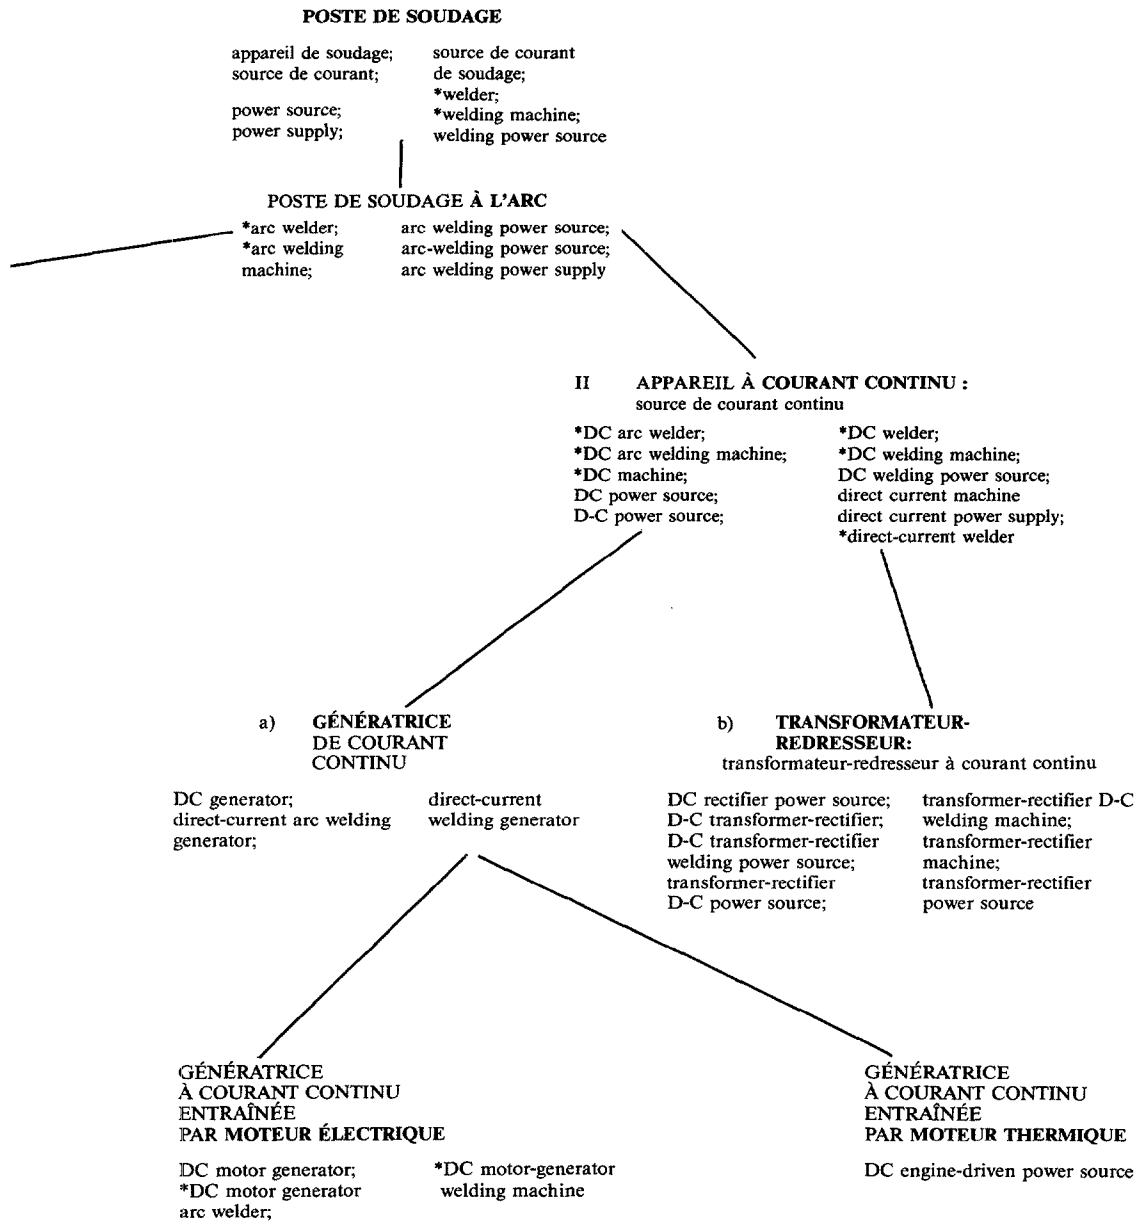 POSTE DE SOUDAGE
appareil de soudage;
source de courant;
power source;
power supply;
source de courant
de soudage;
*welder;
*welding machine;
welding power source
POSTE DE SOUDAGE À L'ARC
*arc welder;
*arc welding
machine;
arc welding power source;
arc-welding power source;
arc welding power supply
II APPAREIL À COURANT CONTINU :
source de courant continu
*DC arc welder;
*DC arc welding machine;
*DC machine;
DC power source;
D-C power source;
*DC welder;
*DC welding machine;
DC welding power source;
direct current machine
direct current power supply;
*direct-current welder
a) GÉNÉRATRICE
DE COURANT
CONTINU
DC generator;
direct-current arc welding
generator;
direct-current
welding generator
b) TRANSFORMATEUR-
REDRESSEUR:
transformateur-redresseur à courant continu
DC rectifier power source;
D-C transformer-rectifier;
D-C transformer-rectifier
welding power source;
transformer-rectifier
D-C power source;
transformer-rectifier D-C
welding machine;
transformer-rectifier
machine;
transformer-rectifier
power source
GÉNÉRATRICE
À COURANT CONTINU
ENTRAÎNÉE
PAR MOTEUR ÉLECTRIQUE
DC motor generator;
*DC motor generator
arc welder;
*DC motor-generator
welding machine
GÉNÉRATRICE
À COURANT CONTINU
ENTRAÎNÉE
PAR MOTEUR THERMIQUE
DC engine-driven power source